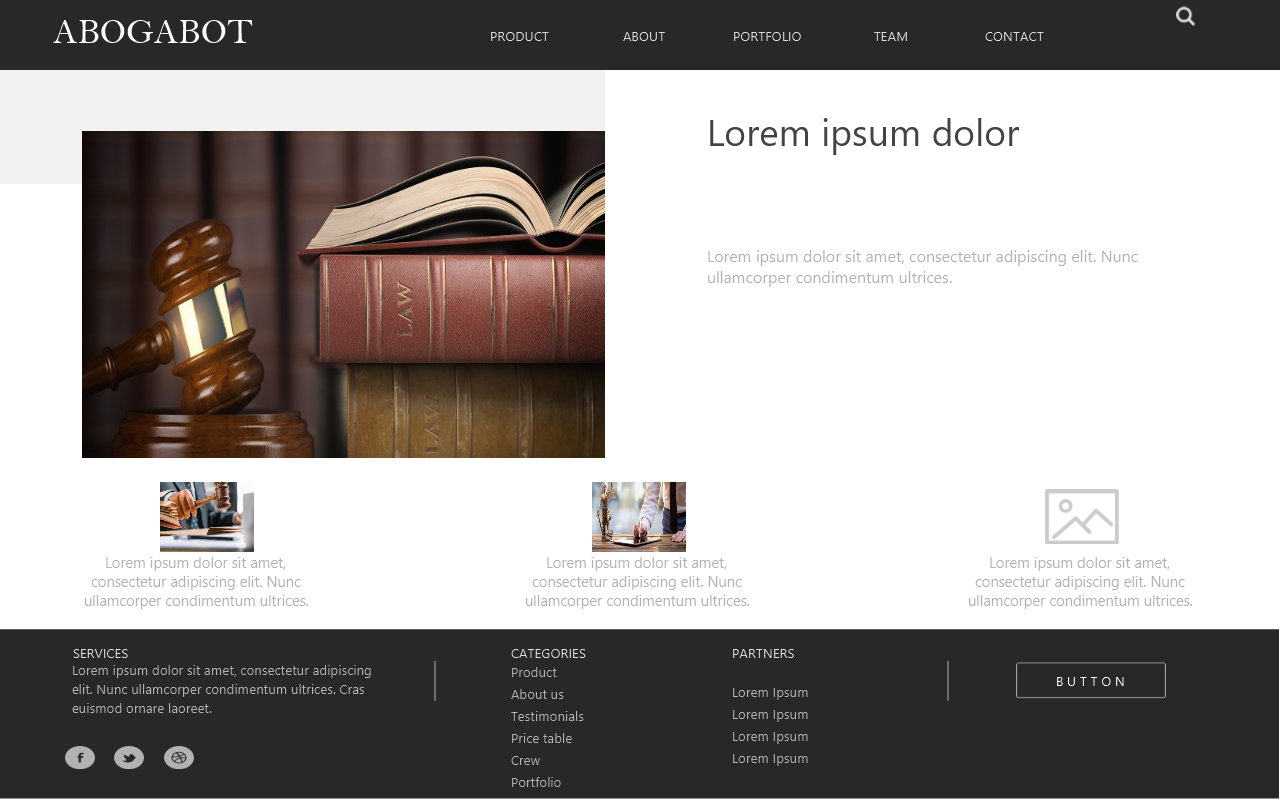 ABOGABOT
PRODUCT
ABOUT
PORTFOLIO
TEAM
CONTACT
Lorem ipsum dolor
Lorem ipsum dolor sit amet, consectetur adipiscing elit. Nunc
ullamcorper condimentum ultrices.
LAW
LAW
Lorem ipsum dolor sit amet,
consectetur adipiscing elit. Nunc
ullamcorper condimentum ultrices.
Lorem ipsum dolor sit amet,
consectetur adipiscing elit. Nunc
ullamcorper condimentum ultrices.
Lorem ipsum dolor sit amet,
consectetur adipiscing elit. Nunc
ullamcorper condimentum ultrices.
SERVICES
Lorem ipsum dolor sit amet, consectetur adipiscing
elit. Nunc ullamcorper condimentum ultrices. Cras
euismod ornare laoreet.
CATEGORIES
Product
About us
Testimonials
Price table
Crew
Portfolio
PARTNERS
Lorem Ipsum
Lorem Ipsum
Lorem Ipsum
Lorem Ipsum
BUTTON